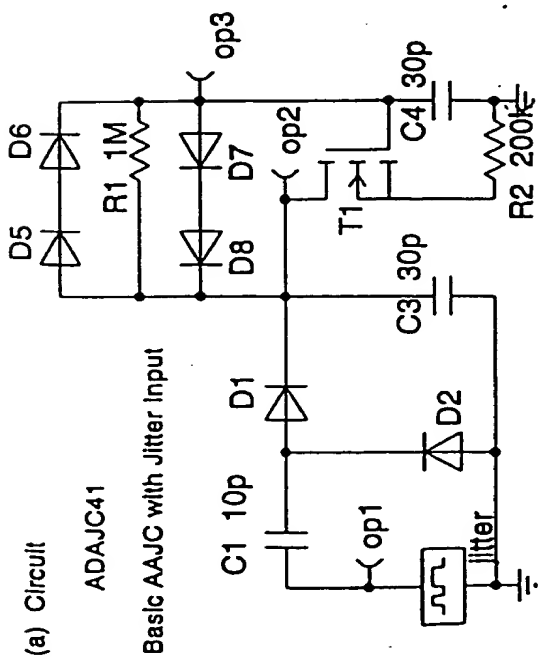 (a) Circuit
ADAJC41
Basic AAJC with Jitter Input
D5
D6
R1 1M
D8
D7
op3
op2
D1
T1
C1 10p
D2
C3 30p
C4 30p
R2 200k
op1
jitter